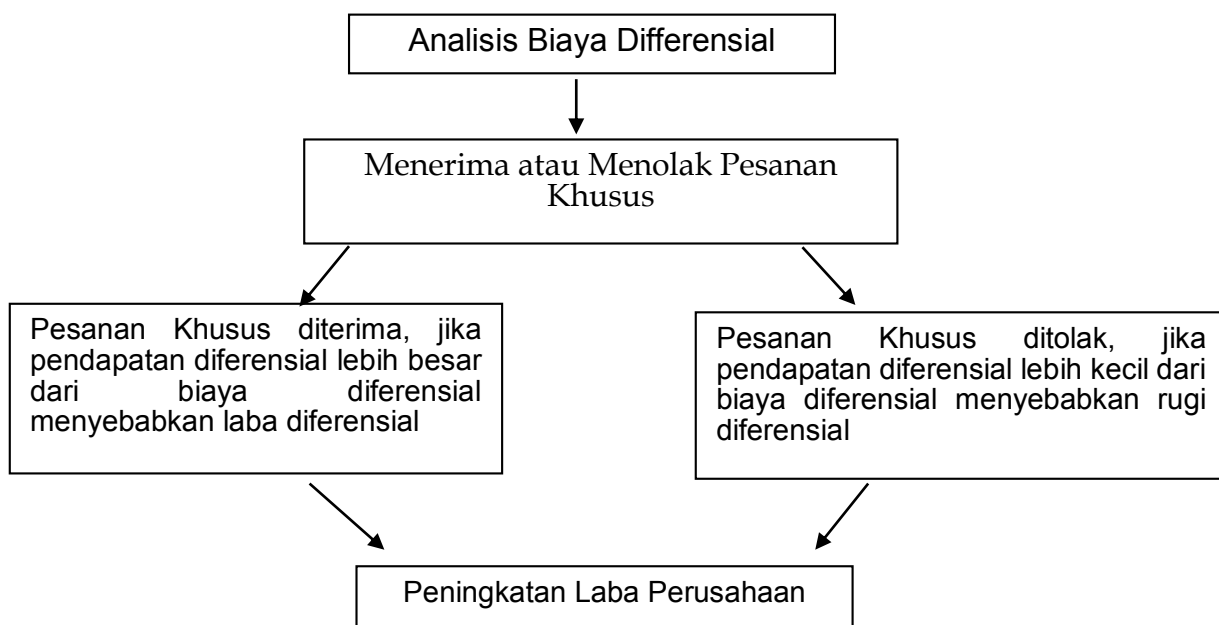 Analisis Biaya Differensial
Menerima atau Menolak Pesanan
Khusus
Pesanan Khusus diterima, jika
pendapatan diferensial lebih besar
dari biaya diferensial
menyebabkan laba diferensial
Pesanan Khusus ditolak, jika
pendapatan diferensial lebih kecil dari
biaya diferensial menyebabkan rugi
diferensial
Peningkatan Laba Perusahaan